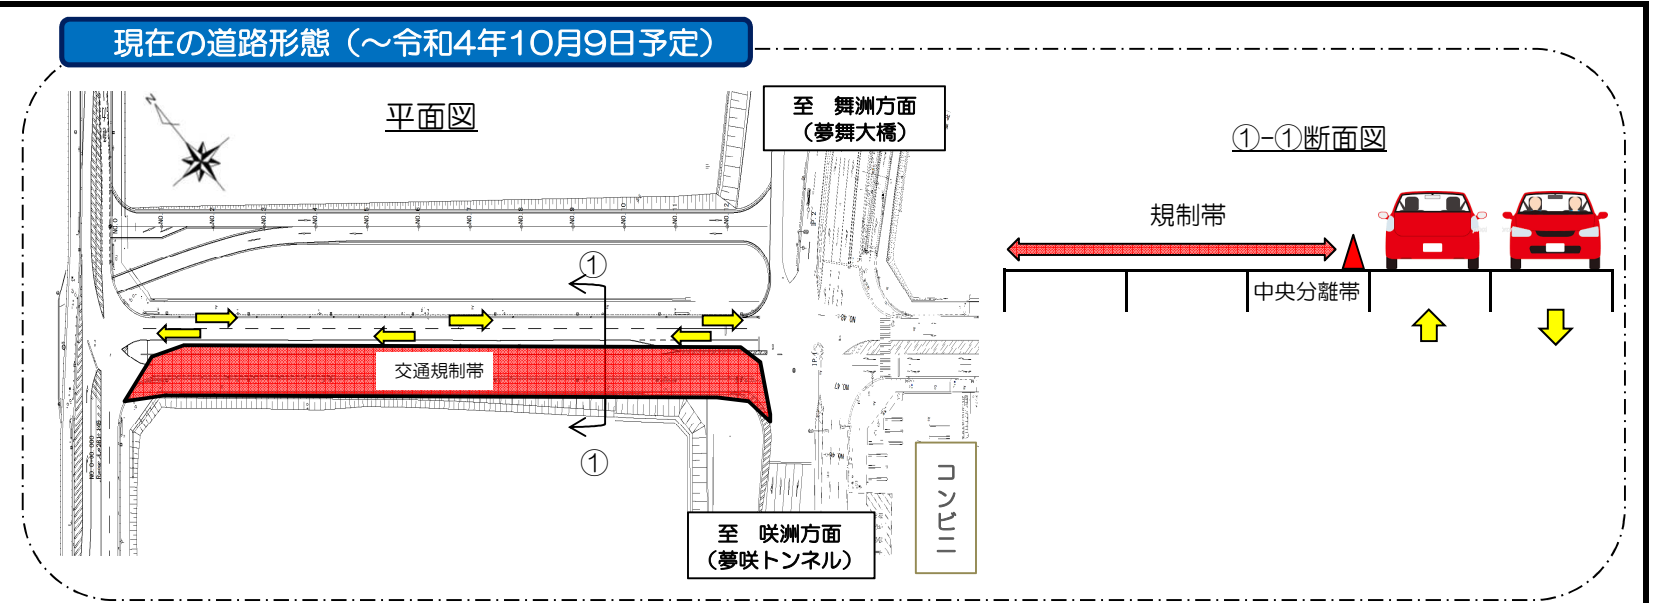 現在の道路形態（～令和4年10月9日予定）
平面図
至　舞洲方面
（夢舞大橋）
①-①断面図
規制帯
中央分離帯
①
交通規制帯
①
コンビニ
至　咲洲方面
（夢咲トンネル）